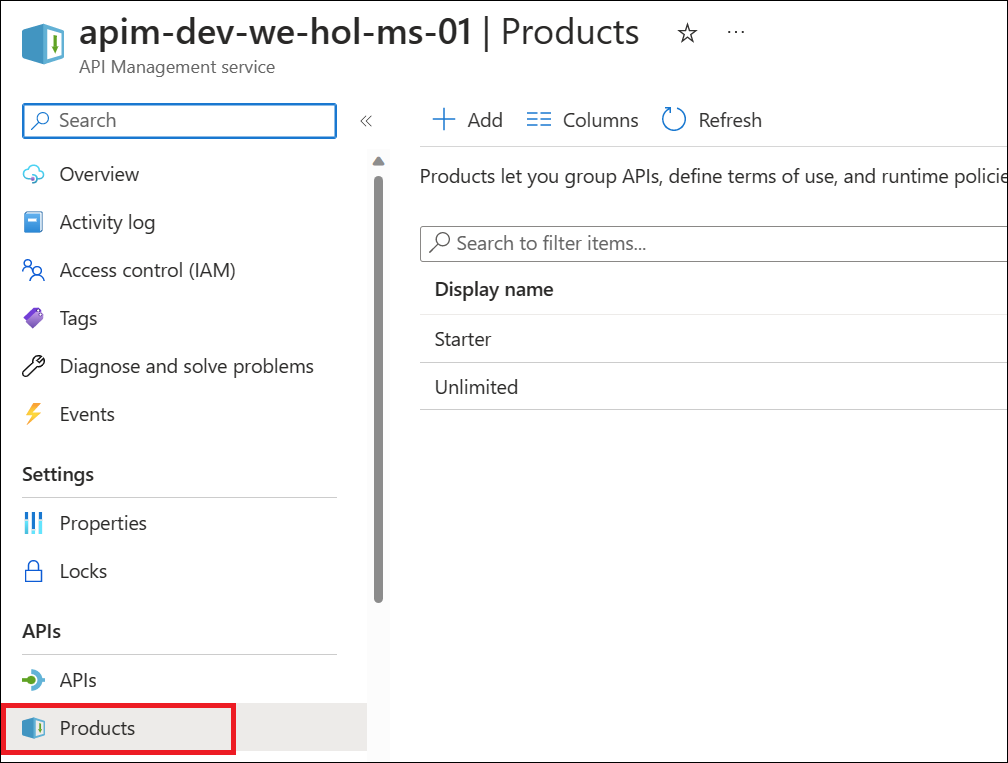 apim-dev-we-hol-ms-01 | Products
API Management service
Search
Overview
Activity log
Access control (IAM)
Tags
Diagnose and solve problems
Events
Settings
Properties
Locks
APIs
APIs
Products
Add
Columns
Refresh
Products let you group APIs, define terms of use, and runtime policie
Search to filter items...
Display name
Starter
Unlimited